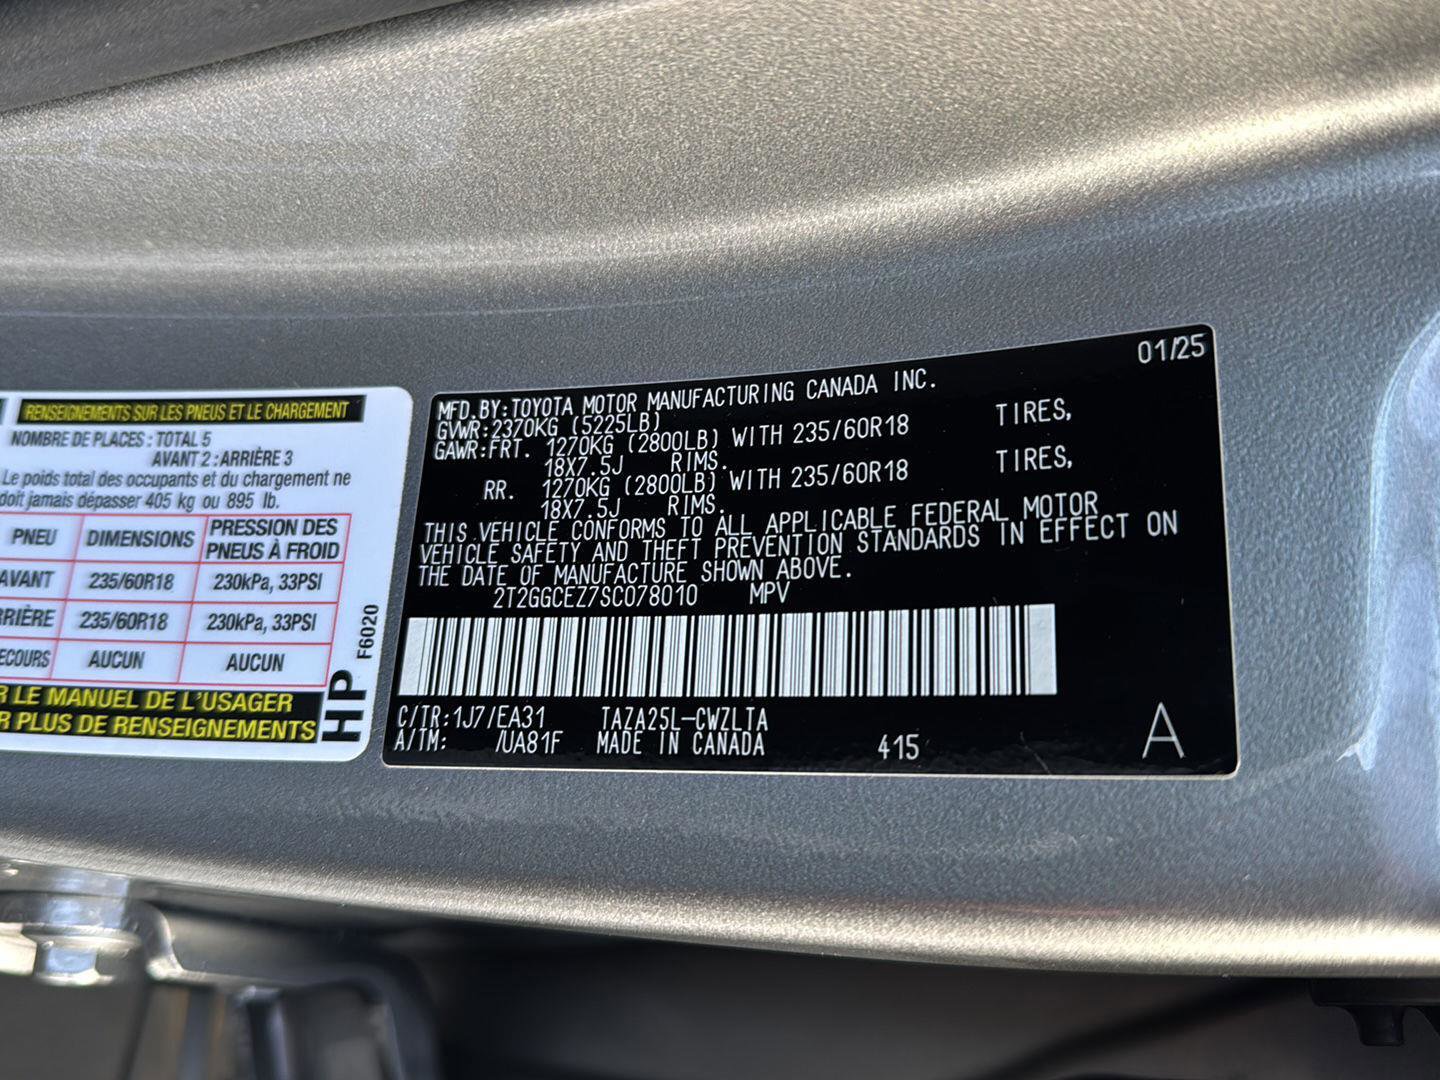 RENSEIGNEMENTS SUR LES PNEUS ET LE CHARGEMENT
NOMBRE DE PLACES : TOTAL 5
AVANT 2 : ARRIÈRE 3
Le poids total des occupants et du chargement ne
doit jamais dépasser 405 kg ou 895 lb.
PNEU DIMENSIONS PRESSION DES PNEUS À FROID
AVANT 235/60R18 230kPa, 33PSI
RRIÈRE 235/60R18 230kPa, 33PSI
ECOURS AUCUN AUCUN
R LE MANUEL DE L'USAGER
R PLUS DE RENSEIGNEMENTS
HP
F6020
01/25
MFD.BY:TOYOTA MOTOR MANUFACTURING CANADA INC.
GVWR:2370KG (5225LB)
GAWR:FRT. 1270KG (2800LB) WITH 235/60R18 TIRES,
18X7.5J RIMS.
RR. 1270KG (2800LB) WITH 235/60R18 TIRES,
18X7.5J RIMS.
THIS VEHICLE CONFORMS TO ALL APPLICABLE FEDERAL MOTOR
VEHICLE SAFETY AND THEFT PREVENTION STANDARDS IN EFFECT ON
THE DATE OF MANUFACTURE SHOWN ABOVE.
2T2GGCEZ7SC078010 MPV
C/TR:1J7/EA31 TAZA25L-CWZLTA
A/TM: /UA81F MADE IN CANADA 415 A